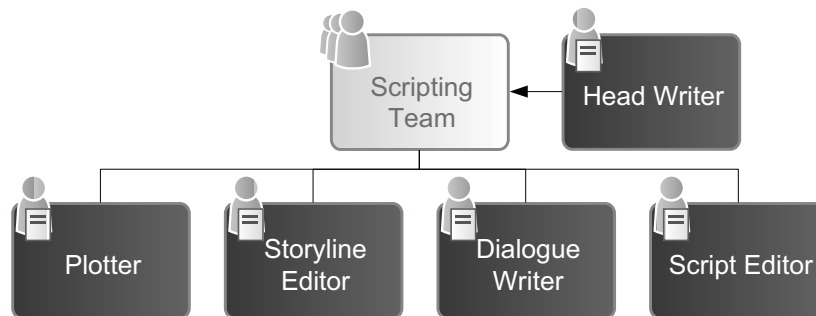 Scripting
Team
Head Writer
Plotter
Storyline
Editor
Dialogue
Writer
Script Editor